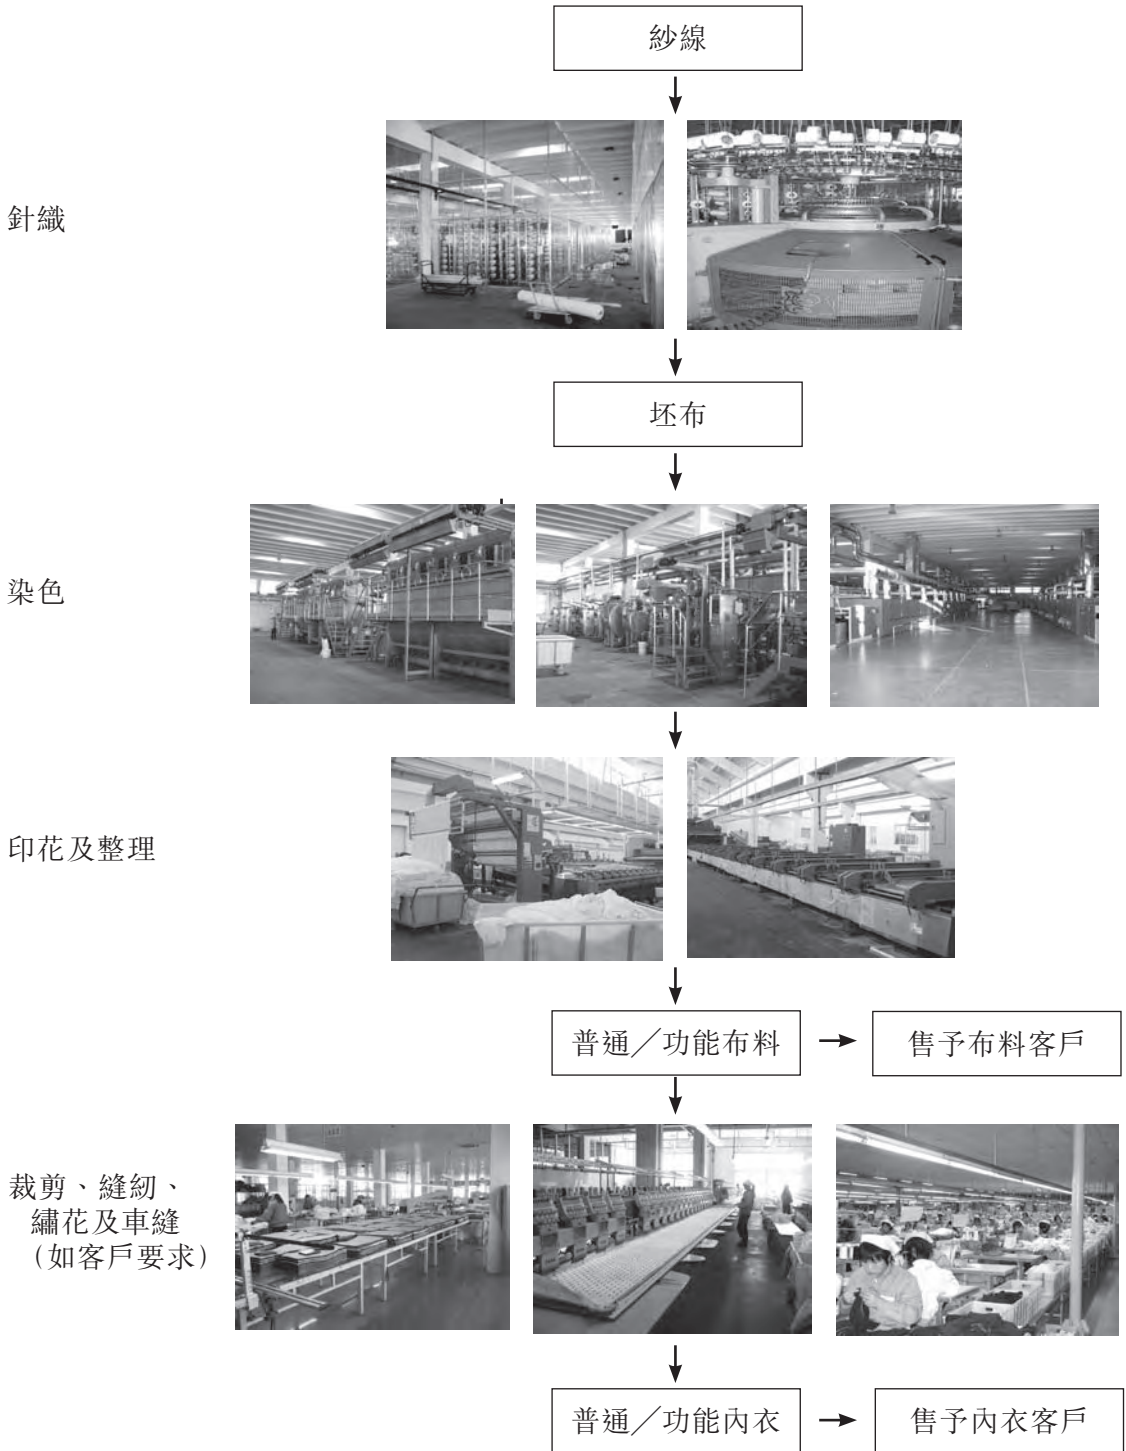 紗線
針織
坯布
染色
印花及整理
普通／功能布料
售予布料客戶
裁剪、縫紉、
繡花及車縫
（如客戶要求）
普通／功能內衣
售予內衣客戶